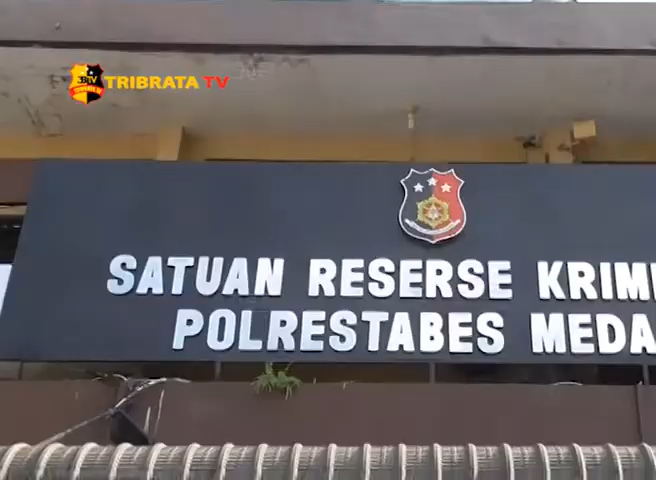 TRIBRATA TV
SATUAN RESERSE KRIMI
POLRESTABES MEDA